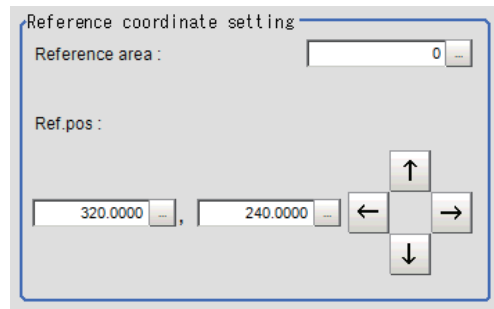 Reference coordinate setting
Reference area : 0 ...
Ref.pos :
↑
320.0000 ... , 240.0000 ... ← →
↓